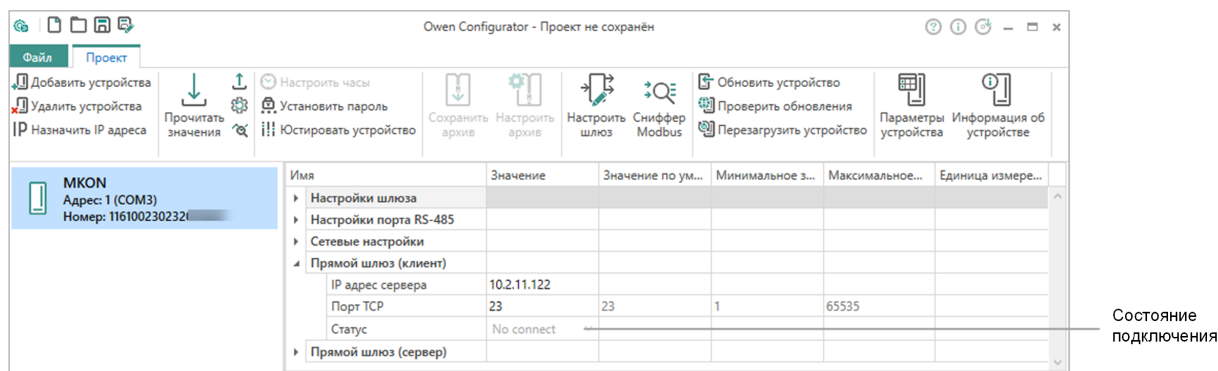 Owen Configurator - Проект не сохранён
Файл Проект
Добавить устройства
Удалить устройства
IP Назначить IP адреса
Прочитать
значения
Настроить часы
Установить пароль
Юстировать устройство
Сохранить
архив
Настроить
архив
Настроить
шлюз
Сниффер
Modbus
Обновить устройство
Проверить обновления
Перезагрузить устройство
Параметры
устройства
Информация об
устройстве
MKON
Адрес: 1 (COM3)
Номер: 1161002302320
Имя Значение Значение по ум... Минимальное з... Максимальное... Единица измере...
Настройки шлюза
Настройки порта RS-485
Сетевые настройки
Прямой шлюз (клиент)
IP адрес сервера 10.2.11.122
Порт TCP 23 23 1 65535
Статус No connect
Прямой шлюз (сервер)
Состояние
подключения